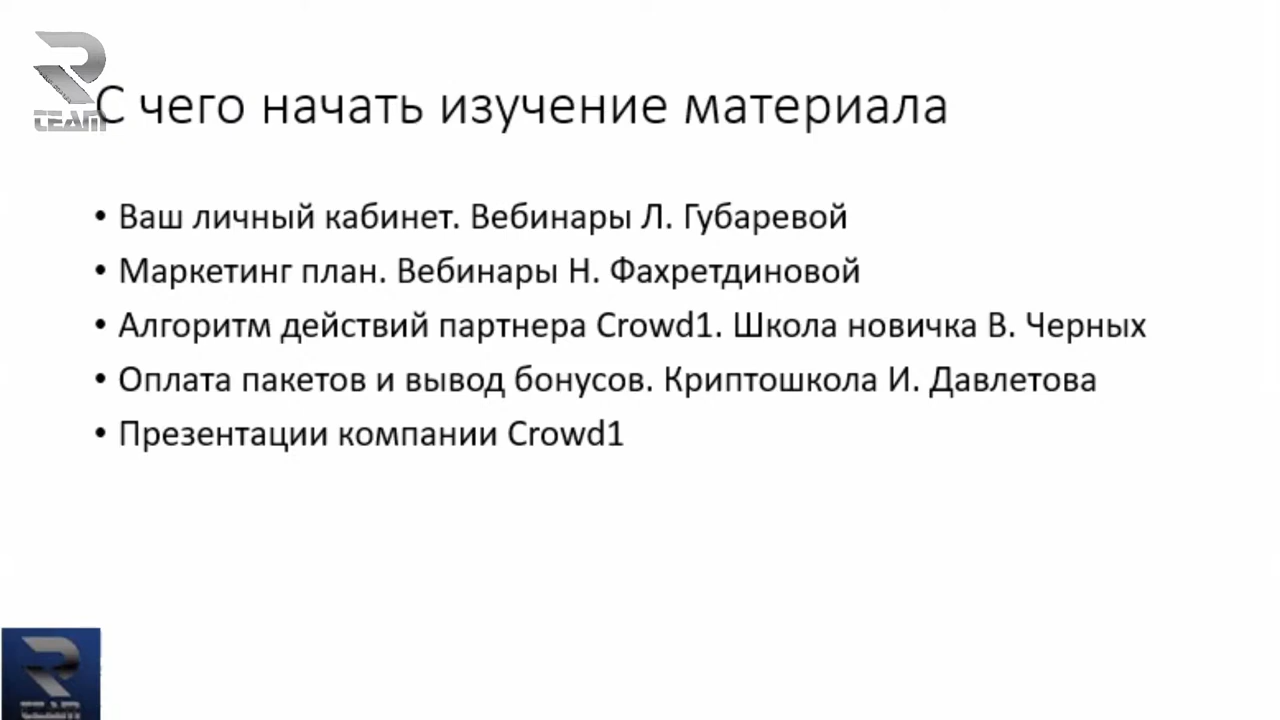 R
TEAM
С чего начать изучение материала
• Ваш личный кабинет. Вебинары Л. Губаревой
• Маркетинг план. Вебинары Н. Фахретдиновой
• Алгоритм действий партнера Crowd1. Школа новичка В. Черных
• Оплата пакетов и вывод бонусов. Криптошкола И. Давлетова
• Презентации компании Crowd1
R